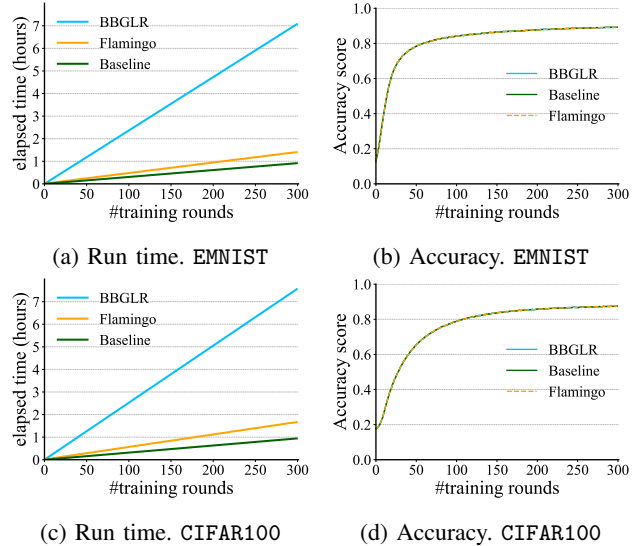 elapsed time (hours)
7
6
5
4
3
2
1
0
BBGLR
Flamingo
Baseline
0 50 100 150 200 250 300
#training rounds
(a) Run time. EMNIST
Accuracy score
1.0
0.8
0.6
0.4
0.2
0.0
BBGLR
Baseline
Flamingo
0 50 100 150 200 250 300
#training rounds
(b) Accuracy. EMNIST
elapsed time (hours)
7
6
5
4
3
2
1
0
BBGLR
Flamingo
Baseline
0 50 100 150 200 250 300
#training rounds
(c) Run time. CIFAR100
Accuracy score
1.0
0.8
0.6
0.4
0.2
0.0
BBGLR
Baseline
Flamingo
0 50 100 150 200 250 300
#training rounds
(d) Accuracy. CIFAR100